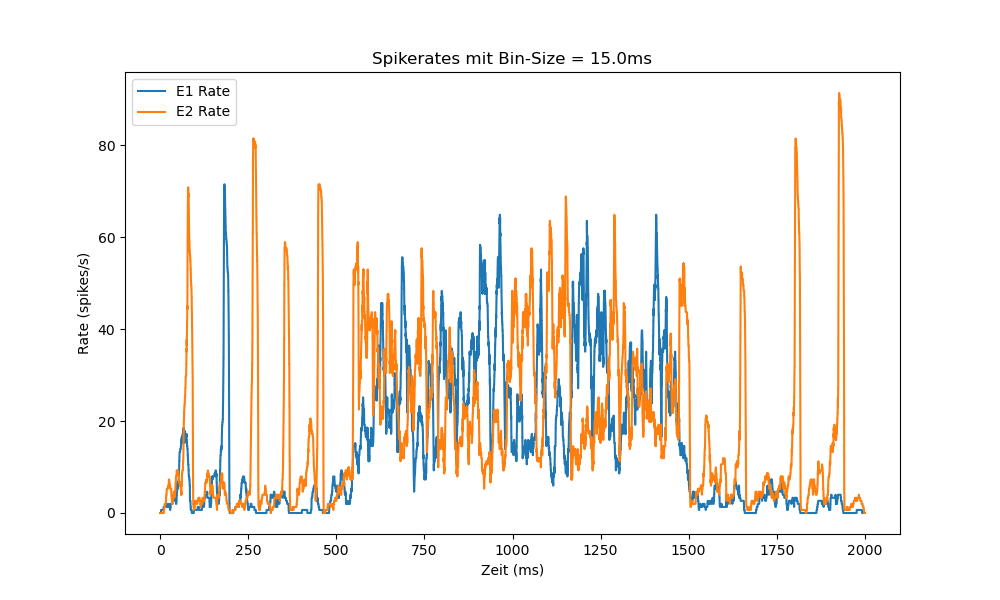 Spikerates mit Bin-Size = 15.0ms
E1 Rate
E2 Rate
Rate (spikes/s)
80
60
40
20
0
0 250 500 750 1000 1250 1500 1750 2000
Zeit (ms)